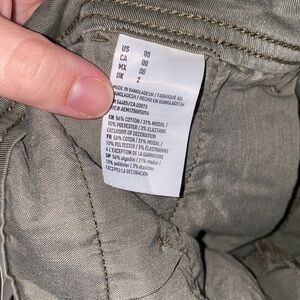 US 00
CA 00
MX 00
UK 2
MADE IN BANGLADESH / FABRIQUÉ AU
BANGLADESH / HECHO EN BANGLADESH
EN 56% COTTON / 31% MODAL /
10% POLYESTER / 3% ELASTANE
EXCLUSIVE OF DECORATION
FR 56% COTON / 31% MODAL /
10% POLYESTER / 3% ÉLASTHANNE
À L'EXCEPTION DE LA GARNITURE
SP 56% algodón / 31% modal /
10% poliéster / 3% elastano
EXCEPTO LA DECORACIÓN